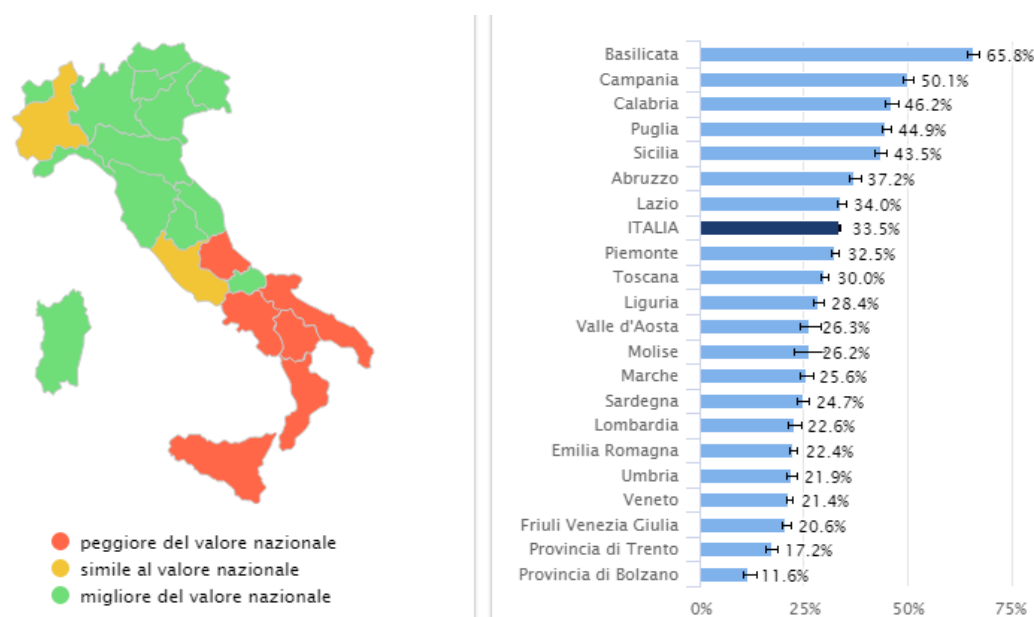 peggiore del valore nazionale
simile al valore nazionale
migliore del valore nazionale
Basilicata 65.8%
Campania 50.1%
Calabria 46.2%
Puglia 44.9%
Sicilia 43.5%
Abruzzo 37.2%
Lazio 34.0%
ITALIA 33.5%
Piemonte 32.5%
Toscana 30.0%
Liguria 28.4%
Valle d'Aosta 26.3%
Molise 26.2%
Marche 25.6%
Sardegna 24.7%
Lombardia 22.6%
Emilia Romagna 22.4%
Umbria 21.9%
Veneto 21.4%
Friuli Venezia Giulia 20.6%
Provincia di Trento 17.2%
Provincia di Bolzano 11.6%
0% 25% 50% 75%